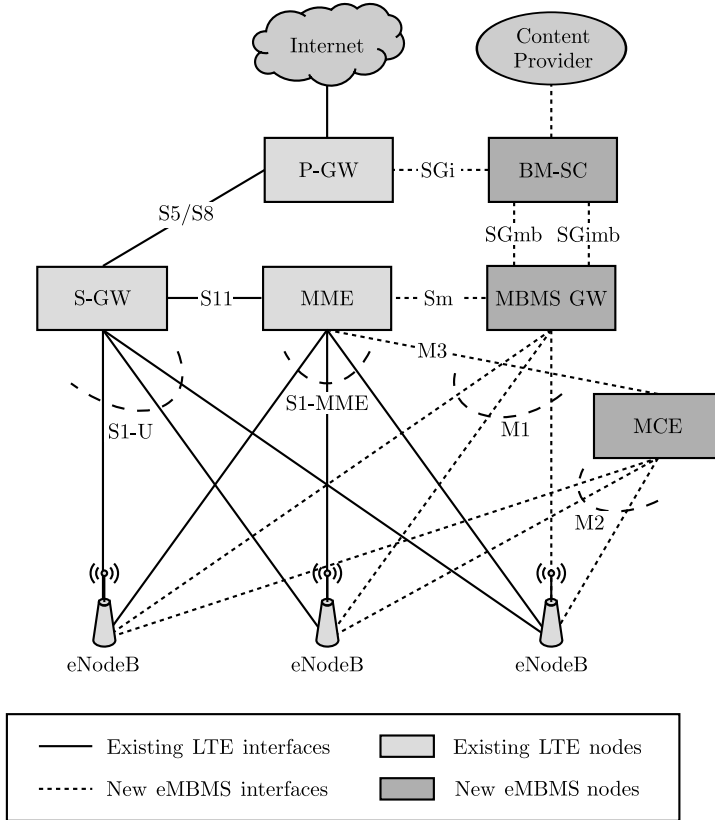 Internet
Content
Provider
P-GW
SGi
BM-SC
S5/S8
SGmb
SGimb
S-GW
S11
MME
Sm
MBMS GW
M3
S1-MME
M1
S1-U
MCE
M2
eNodeB
eNodeB
eNodeB
Existing LTE interfaces
Existing LTE nodes
New eMBMS interfaces
New eMBMS nodes